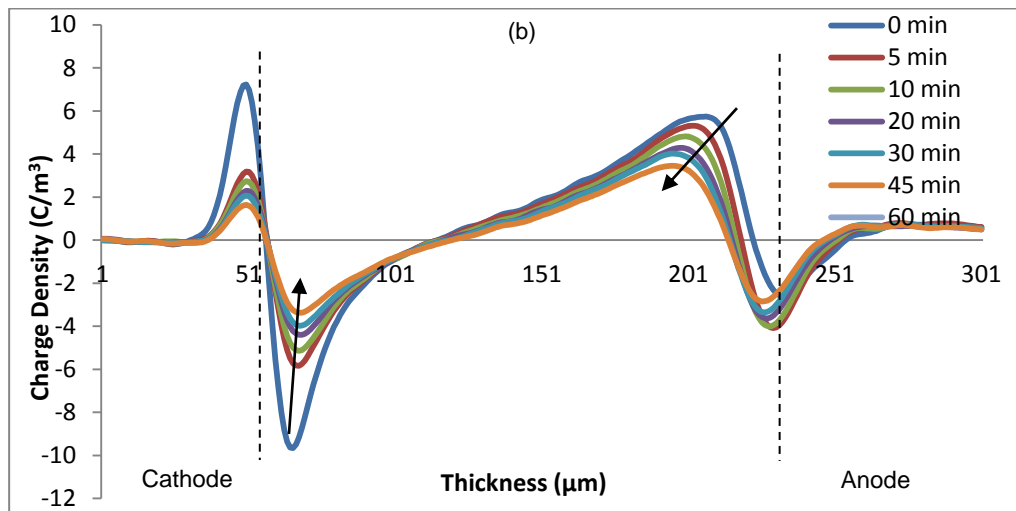 (b)
10
8
6
4
2
0
-2
-4
-6
-8
-10
-12
Charge Density (C/m³)
1 51 101 151 201 251 301
Cathode
Thickness (µm)
Anode
0 min
5 min
10 min
20 min
30 min
45 min
60 min